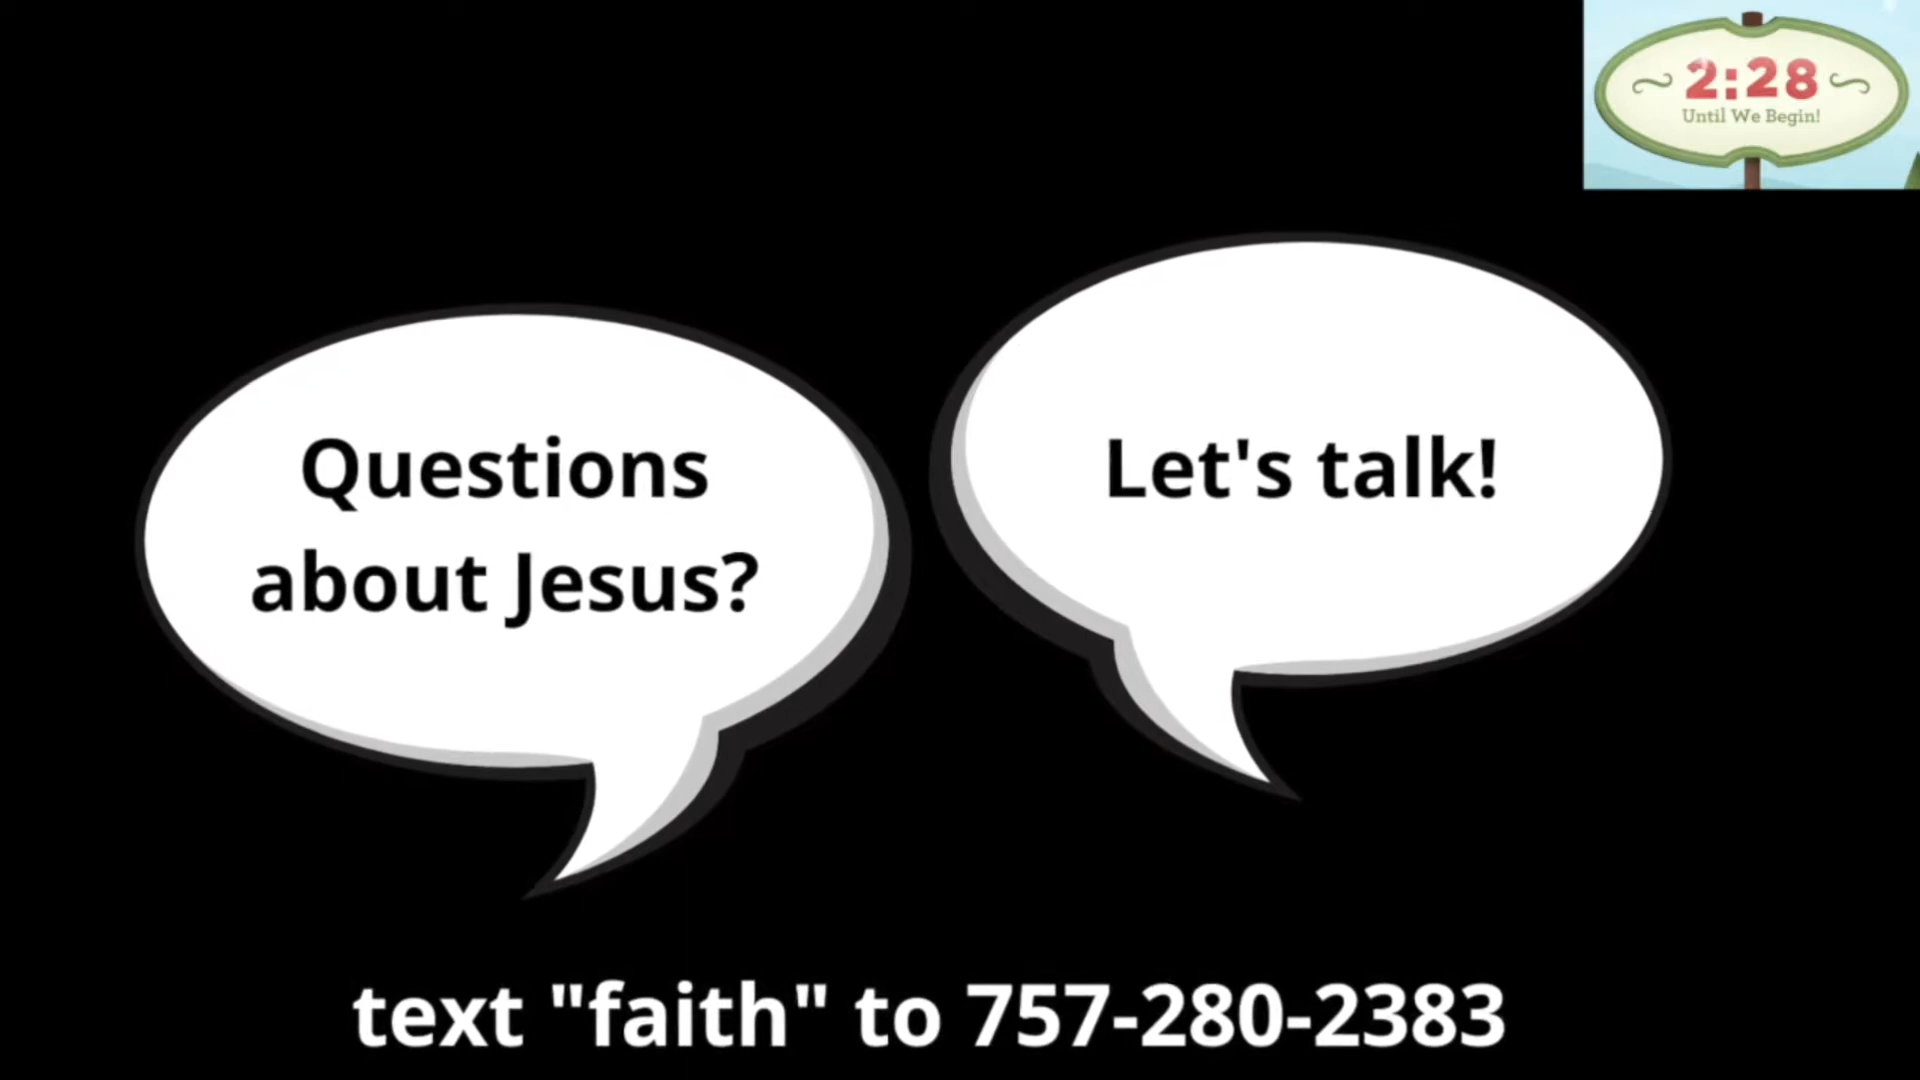 2:28
Until We Begin!
Questions
about Jesus?
Let's talk!
text "faith" to 757-280-2383